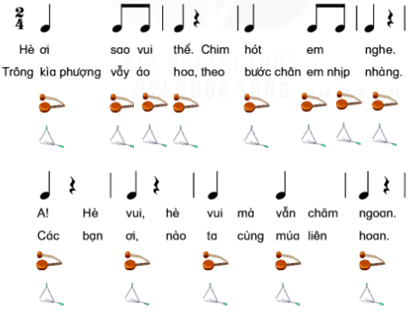 2
4
Hè ơi sao vui thế. Chim hót em nghe.
Trông kìa phượng vẫy áo hoa, theo bước chân em nhịp nhàng.
A! Hè vui, hè vui mà vẫn chăm ngoan.
Các bạn ơi, nào ta cùng múa liên hoan.